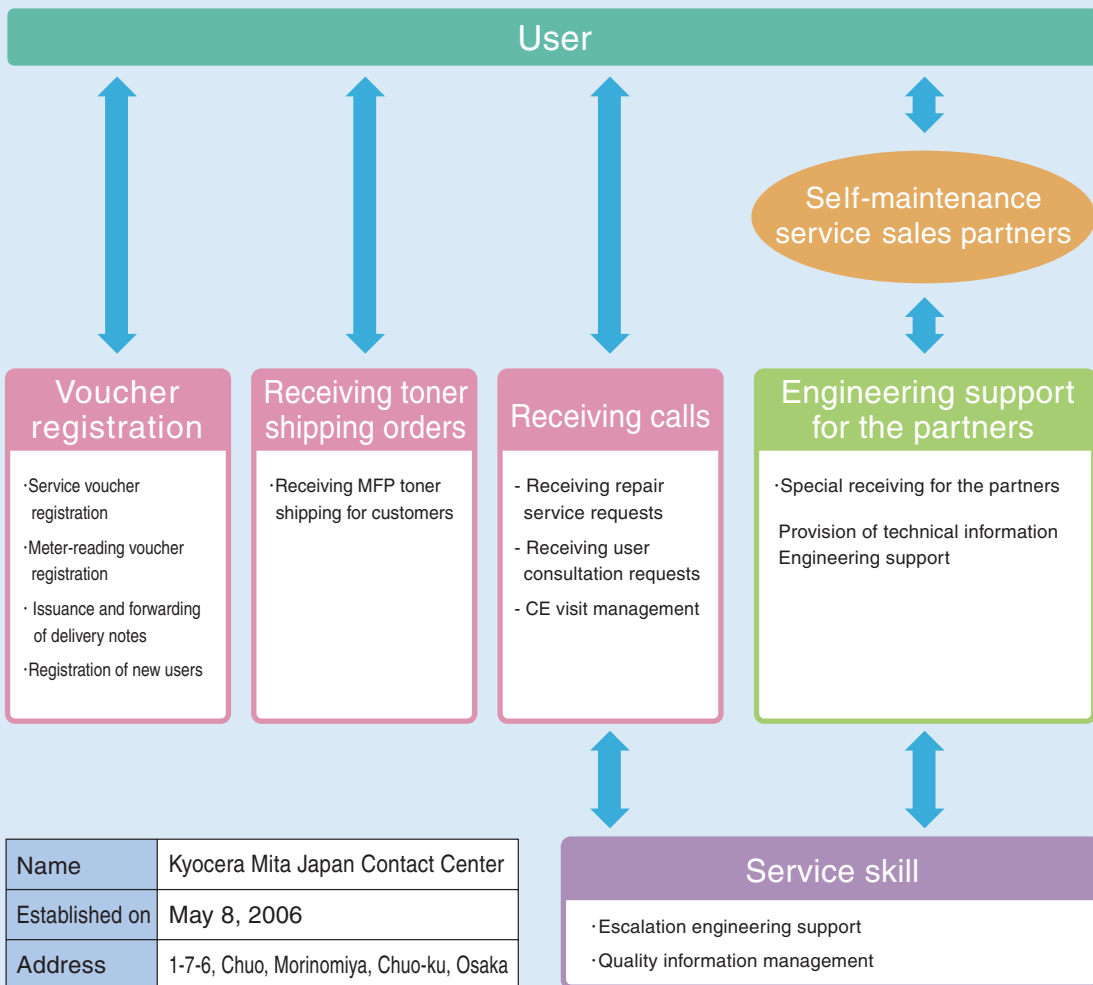 User
Self-maintenance
service sales partners
Voucher
registration
·Service voucher
registration
·Meter-reading voucher
registration
· Issuance and forwarding
of delivery notes
·Registration of new users
Receiving toner
shipping orders
·Receiving MFP toner
shipping for customers
Receiving calls
- Receiving repair
service requests
- Receiving user
consultation requests
- CE visit management
Engineering support
for the partners
·Special receiving for the partners
Provision of technical information
Engineering support
Name Kyocera Mita Japan Contact Center
Established on May 8, 2006
Address 1-7-6, Chuo, Morinomiya, Chuo-ku, Osaka
Service skill
·Escalation engineering support
·Quality information management